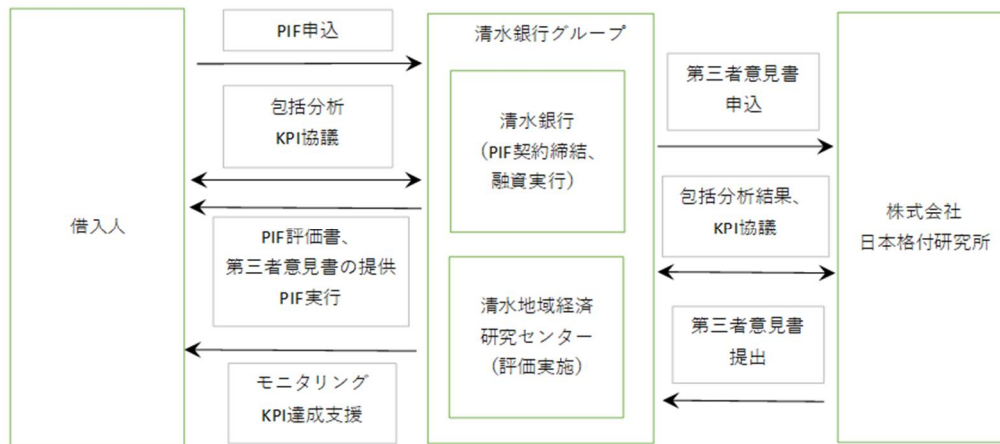 借入人
PIF申込
包括分析
KPI協議
PIF評価書、
第三者意見書の提供
PIF実行
モニタリング
KPI達成支援
清水銀行グループ
清水銀行
（PIF契約締結、
融資実行）
清水地域経済
研究センター
（評価実施）
第三者意見書
申込
包括分析結果、
KPI協議
第三者意見書
提出
株式会社
日本格付研究所